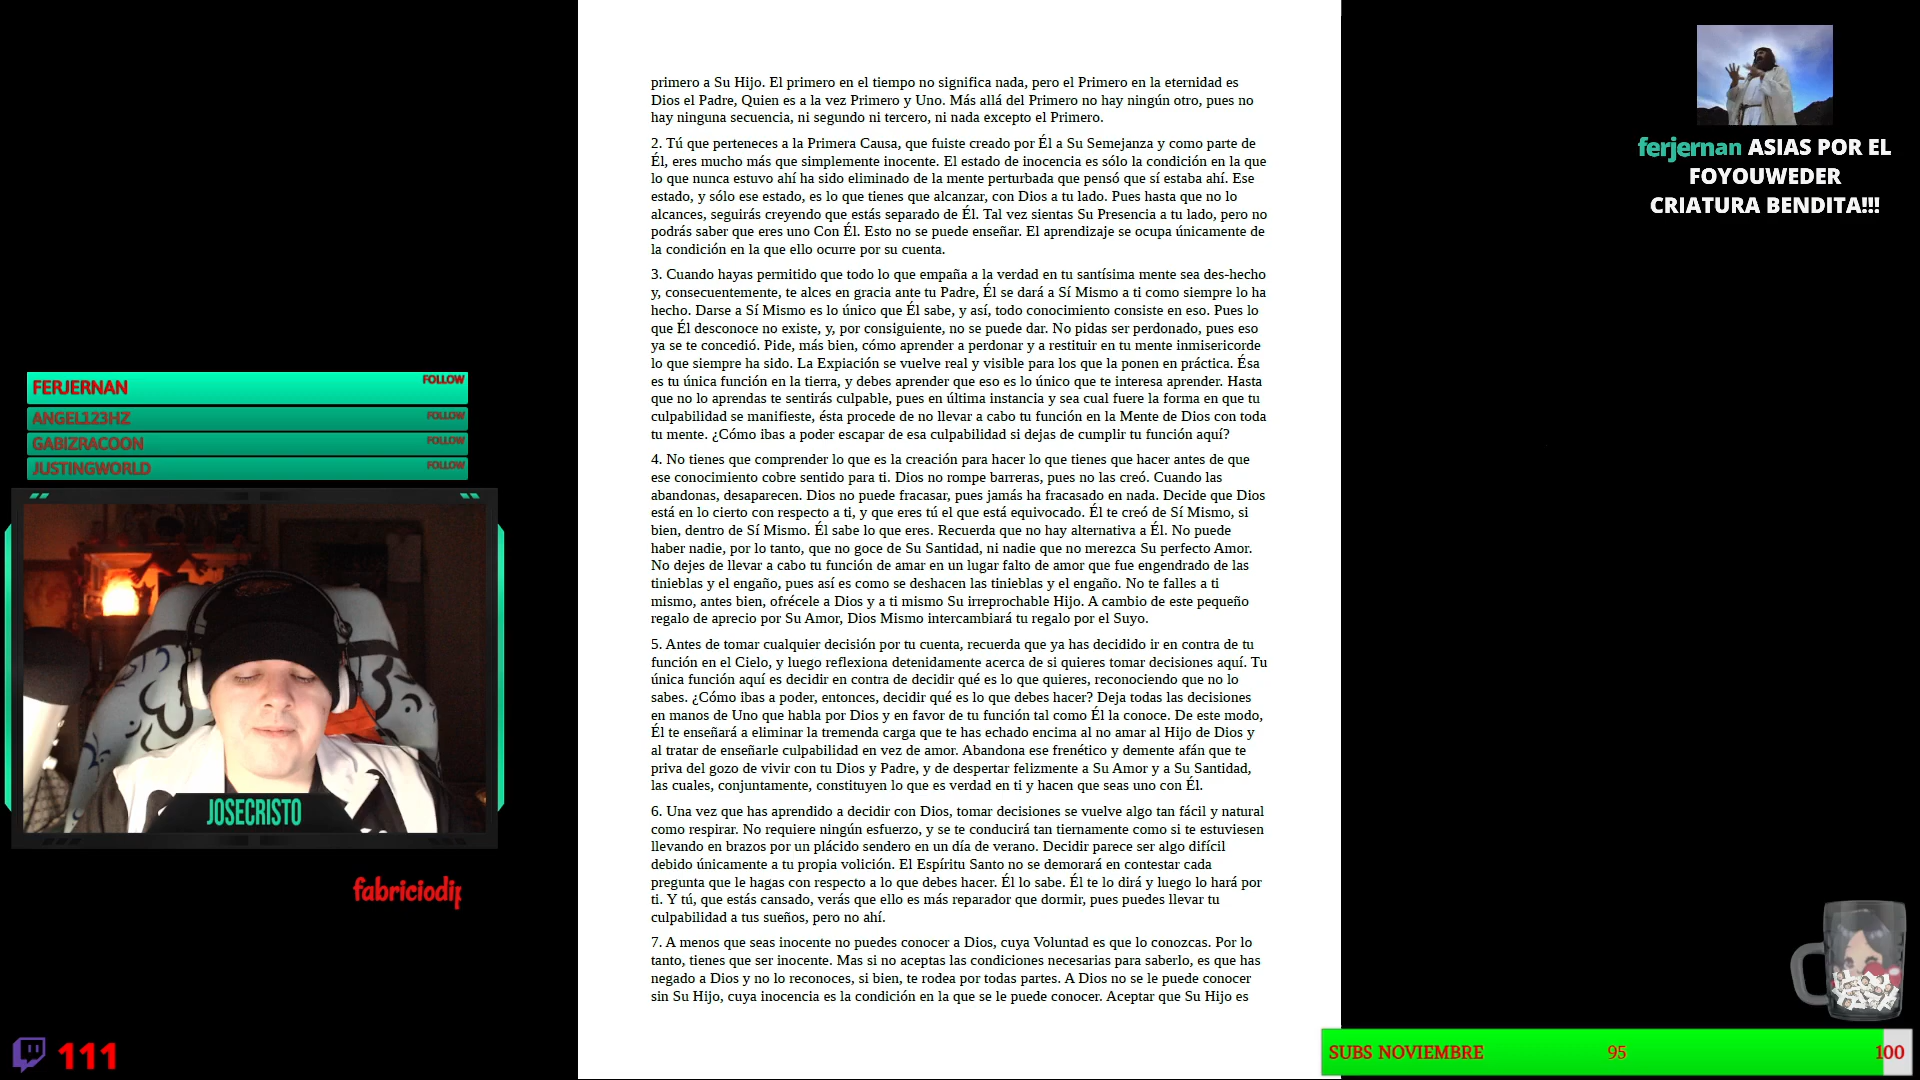 primero a Su Hijo. El primero en el tiempo no significa nada, pero el Primero en la eternidad es
Dios el Padre, Quien es a la vez Primero y Uno. Más allá del Primero no hay ningún otro, pues no
hay ninguna secuencia, ni segundo ni tercero, ni nada excepto el Primero.
2. Tú que perteneces a la Primera Causa, que fuiste creado por Él a Su Semejanza y como parte de
Él, eres mucho más que simplemente inocente. El estado de inocencia es sólo la condición en la que
lo que nunca estuvo ahí ha sido eliminado de la mente perturbada que pensó que sí estaba ahí. Ese
estado, y sólo ese estado, es lo que tienes que alcanzar, con Dios a tu lado. Pues hasta que no lo
alcances, seguirás creyendo que estás separado de Él. Tal vez sientas Su Presencia a tu lado, pero no
podrás saber que eres uno Con Él. Esto no se puede enseñar. El aprendizaje se ocupa únicamente de
la condición en la que ello ocurre por su cuenta.
3. Cuando hayas permitido que todo lo que empaña a la verdad en tu santísima mente sea des-hecho
y, consecuentemente, te alces en gracia ante tu Padre, Él se dará a Sí Mismo a ti como siempre lo ha
hecho. Darse a Sí Mismo es lo único que Él sabe, y así, todo conocimiento consiste en eso. Pues lo
que Él desconoce no existe, y, por consiguiente, no se puede dar. No pidas ser perdonado, pues eso
ya se te concedió. Pide, más bien, cómo aprender a perdonar y a restituir en tu mente inmisericorde
lo que siempre ha sido. La Expiación se vuelve real y visible para los que la ponen en práctica. Ésa
es tu única función en la tierra, y debes aprender que eso es lo único que te interesa aprender. Hasta
que no lo aprendas te sentirás culpable, pues en última instancia y sea cual fuere la forma en que tu
culpabilidad se manifieste, ésta procede de no llevar a cabo tu función en la Mente de Dios con toda
tu mente. ¿Cómo ibas a poder escapar de esa culpabilidad si dejas de cumplir tu función aquí?
4. No tienes que comprender lo que es la creación para hacer lo que tienes que hacer antes de que
ese conocimiento cobre sentido para ti. Dios no rompe barreras, pues no las creó. Cuando las
abandonas, desaparecen. Dios no puede fracasar, pues jamás ha fracasado en nada. Decide que Dios
está en lo cierto con respecto a ti, y que eres tú el que está equivocado. Él te creó de Sí Mismo, si
bien, dentro de Sí Mismo. Él sabe lo que eres. Recuerda que no hay alternativa a Él. No puede
haber nadie, por lo tanto, que no goce de Su Santidad, ni nadie que no merezca Su perfecto Amor.
No dejes de llevar a cabo tu función de amar en un lugar falto de amor que fue engendrado de las
tinieblas y el engaño, pues así es como se deshacen las tinieblas y el engaño. No te falles a ti
mismo, antes bien, ofrécele a Dios y a ti mismo Su irreprochable Hijo. A cambio de este pequeño
regalo de aprecio por Su Amor, Dios Mismo intercambiará tu regalo por el Suyo.
5. Antes de tomar cualquier decisión por tu cuenta, recuerda que ya has decidido ir en contra de tu
función en el Cielo, y luego reflexiona detenidamente acerca de si quieres tomar decisiones aquí. Tu
única función aquí es decidir en contra de decidir qué es lo que quieres, reconociendo que no lo
sabes. ¿Cómo ibas a poder, entonces, decidir qué es lo que debes hacer? Deja todas las decisiones
en manos de Uno que habla por Dios y en favor de tu función tal como Él la conoce. De este modo,
Él te enseñará a eliminar la tremenda carga que te has echado encima al no amar al Hijo de Dios y
al tratar de enseñarle culpabilidad en vez de amor. Abandona ese frenético y demente afán que te
priva del gozo de vivir con tu Dios y Padre, y de despertar felizmente a Su Amor y a Su Santidad,
las cuales, conjuntamente, constituyen lo que es verdad en ti y hacen que seas uno con Él.
6. Una vez que has aprendido a decidir con Dios, tomar decisiones se vuelve algo tan fácil y natural
como respirar. No requiere ningún esfuerzo, y se te conducirá tan tiernamente como si te estuviesen
llevando en brazos por un plácido sendero en un día de verano. Decidir parece ser algo difícil
debido únicamente a tu propia volición. El Espíritu Santo no se demorará en contestar cada
pregunta que le hagas con respecto a lo que debes hacer. Él lo sabe. Él te lo dirá y luego lo hará por
ti. Y tú, que estás cansado, verás que ello es más reparador que dormir, pues puedes llevar tu
culpabilidad a tus sueños, pero no ahí.
7. A menos que seas inocente no puedes conocer a Dios, cuya Voluntad es que lo conozcas. Por lo
tanto, tienes que ser inocente. Mas si no aceptas las condiciones necesarias para saberlo, es que has
negado a Dios y no lo reconoces, si bien, te rodea por todas partes. A Dios no se le puede conocer
sin Su Hijo, cuya inocencia es la condición en la que se le puede conocer. Aceptar que Su Hijo es
ferjernan ASIAS POR EL
FOYOUWEDER
CRIATURA BENDITA!!!
FERJERNAN FOLLOW
ANGEL123HZ FOLLOW
GABIZRACOON FOLLOW
JUSTINGWORLD FOLLOW
JOSECRISTO
fabriciodi
111
SUBS NOVIEMBRE 95 100